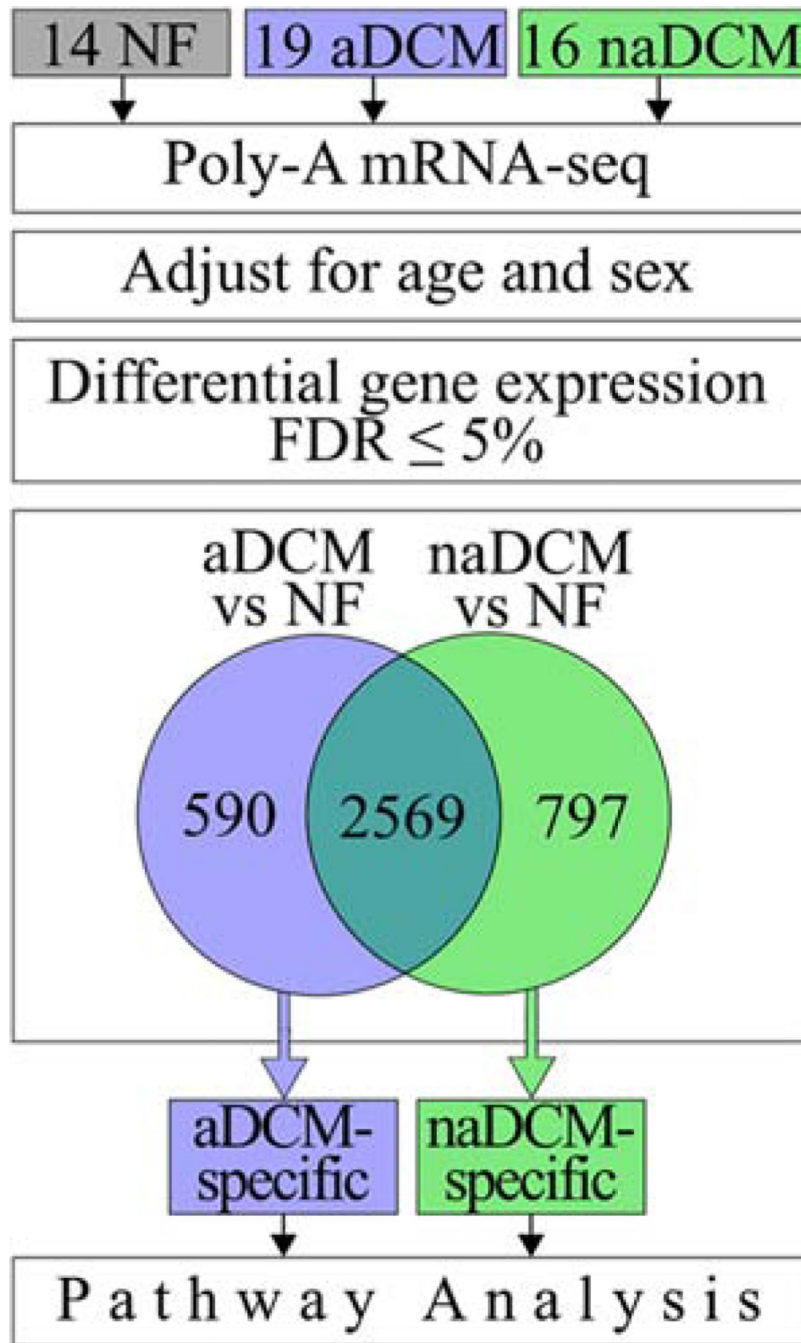 14 NF
19 aDCM
16 naDCM
Poly-A mRNA-seq
Adjust for age and sex
Differential gene expression
FDR ≤ 5%
aDCM
vs NF
naDCM
vs NF
590
2569
797
aDCM-
specific
naDCM-
specific
Pathway Analysis